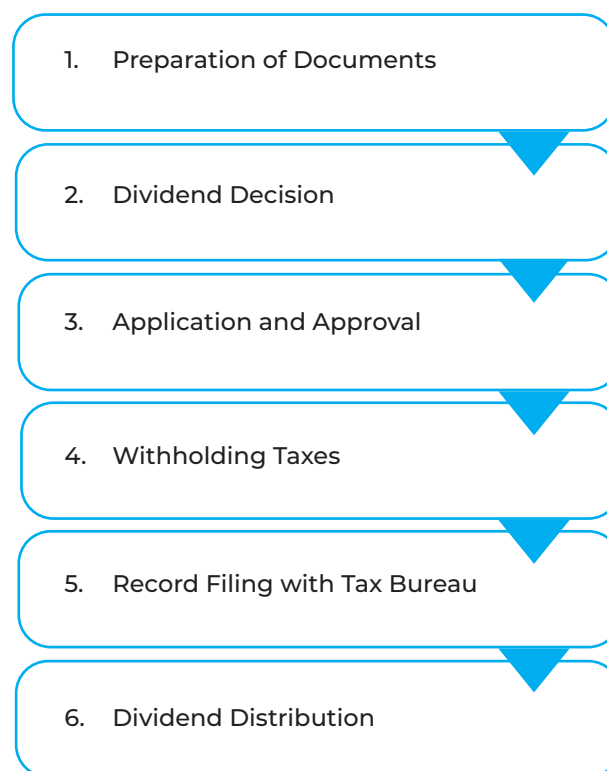 1. Preparation of Documents
2. Dividend Decision
3. Application and Approval
4. Withholding Taxes
5. Record Filing with Tax Bureau
6. Dividend Distribution